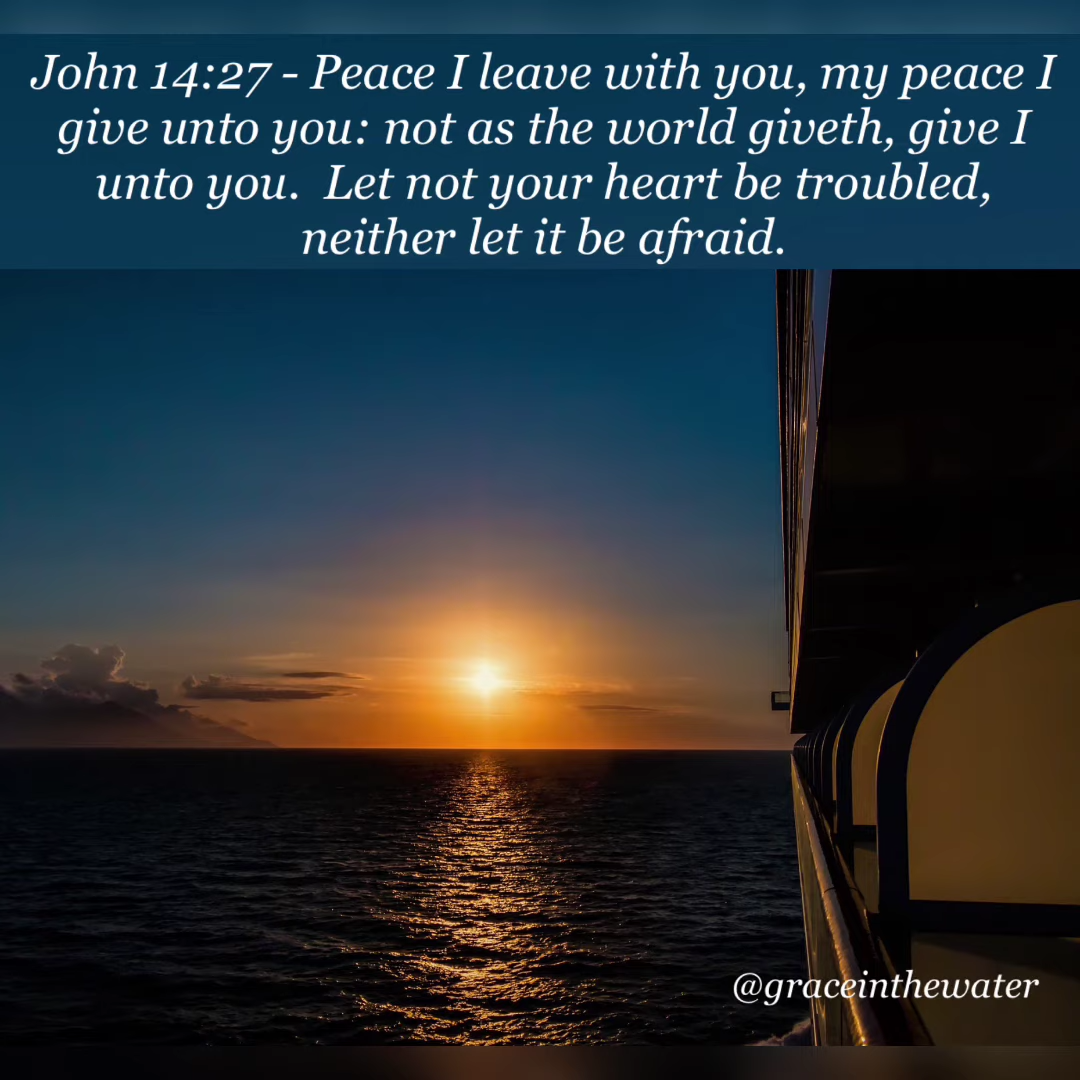 John 14:27 - Peace I leave with you, my peace I
give unto you: not as the world giveth, give I
unto you.  Let not your heart be troubled,
neither let it be afraid.
@graceinthewater